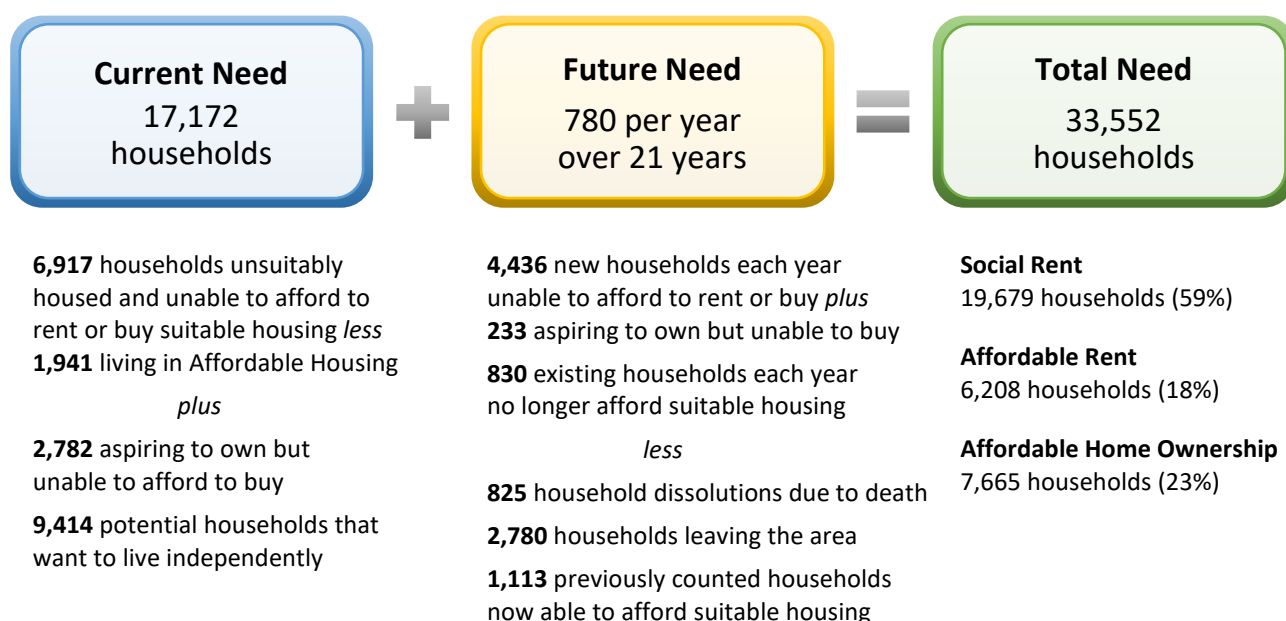 Current Need
17,172
households
Future Need
780 per year
over 21 years
Total Need
33,552
households
6,917 households unsuitably
housed and unable to afford to
rent or buy suitable housing less
1,941 living in Affordable Housing
plus
2,782 aspiring to own but
unable to afford to buy
9,414 potential households that
want to live independently
4,436 new households each year
unable to afford to rent or buy plus
233 aspiring to own but unable to buy
830 existing households each year
no longer afford suitable housing
less
825 household dissolutions due to death
2,780 households leaving the area
1,113 previously counted households
now able to afford suitable housing
Social Rent
19,679 households (59%)
Affordable Rent
6,208 households (18%)
Affordable Home Ownership
7,665 households (23%)